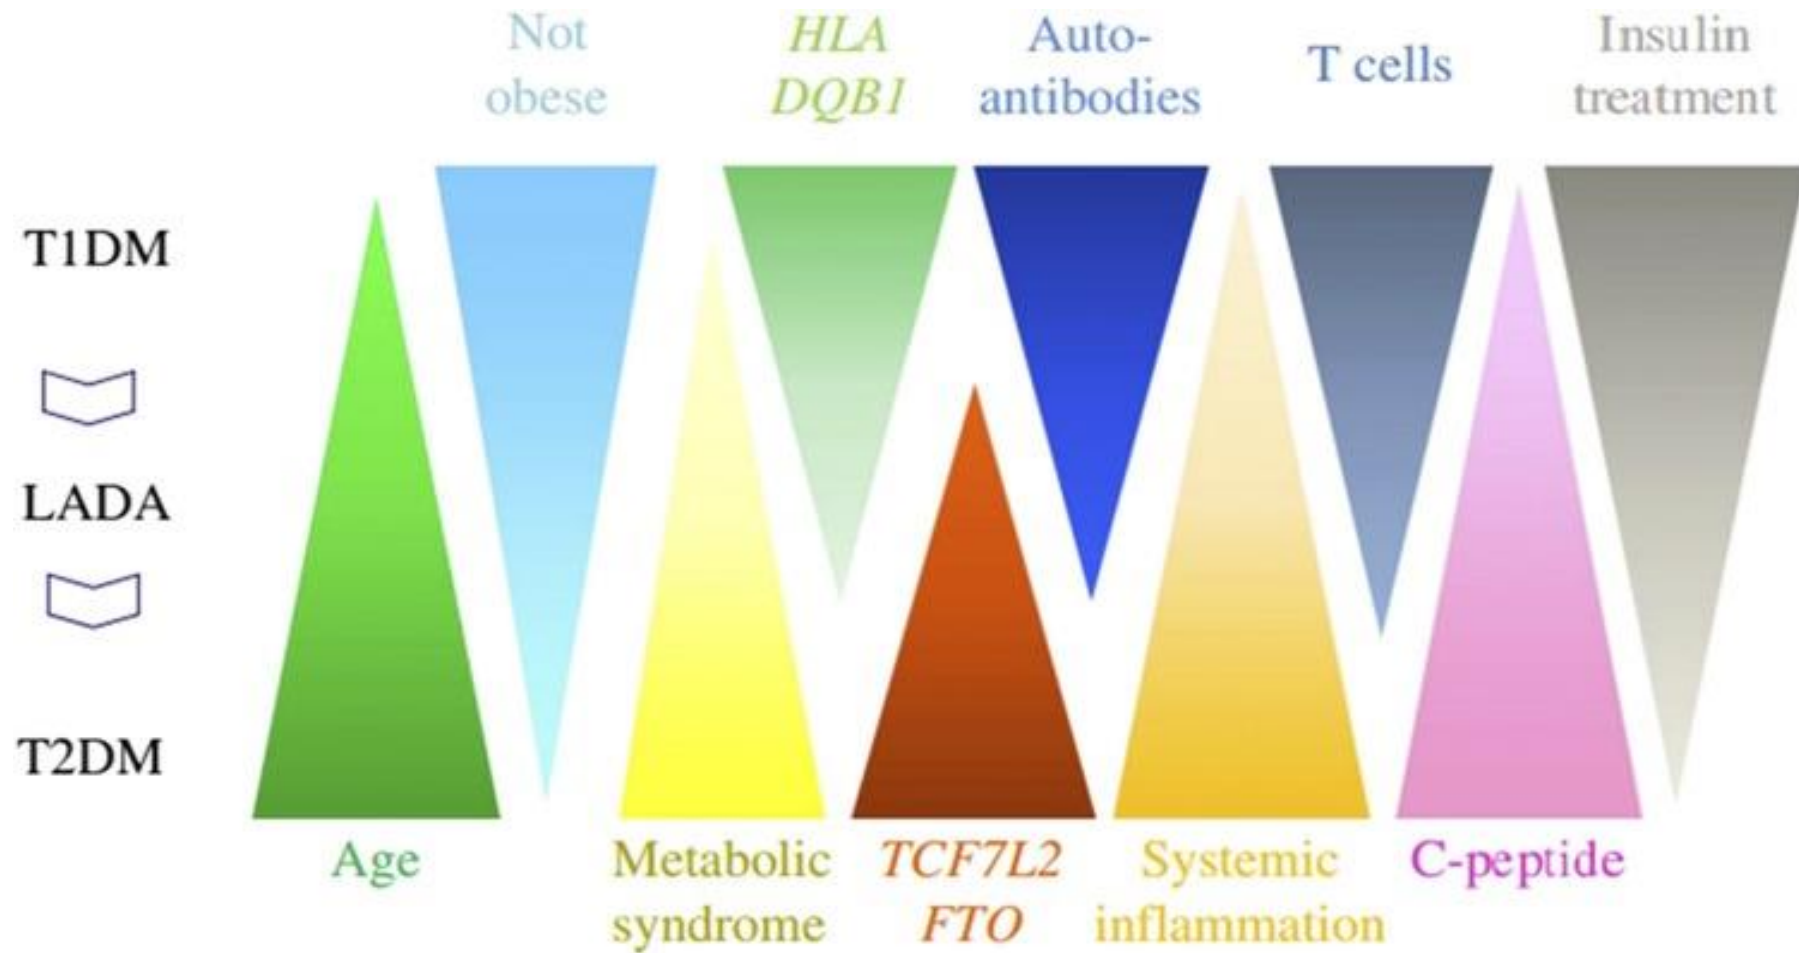 Not
obese
HLA
DQB1
Auto-
antibodies
T cells
Insulin
treatment
T1DM
LADA
T2DM
Age
Metabolic
syndrome
TCF7L2
FTO
Systemic
inflammation
C-peptide